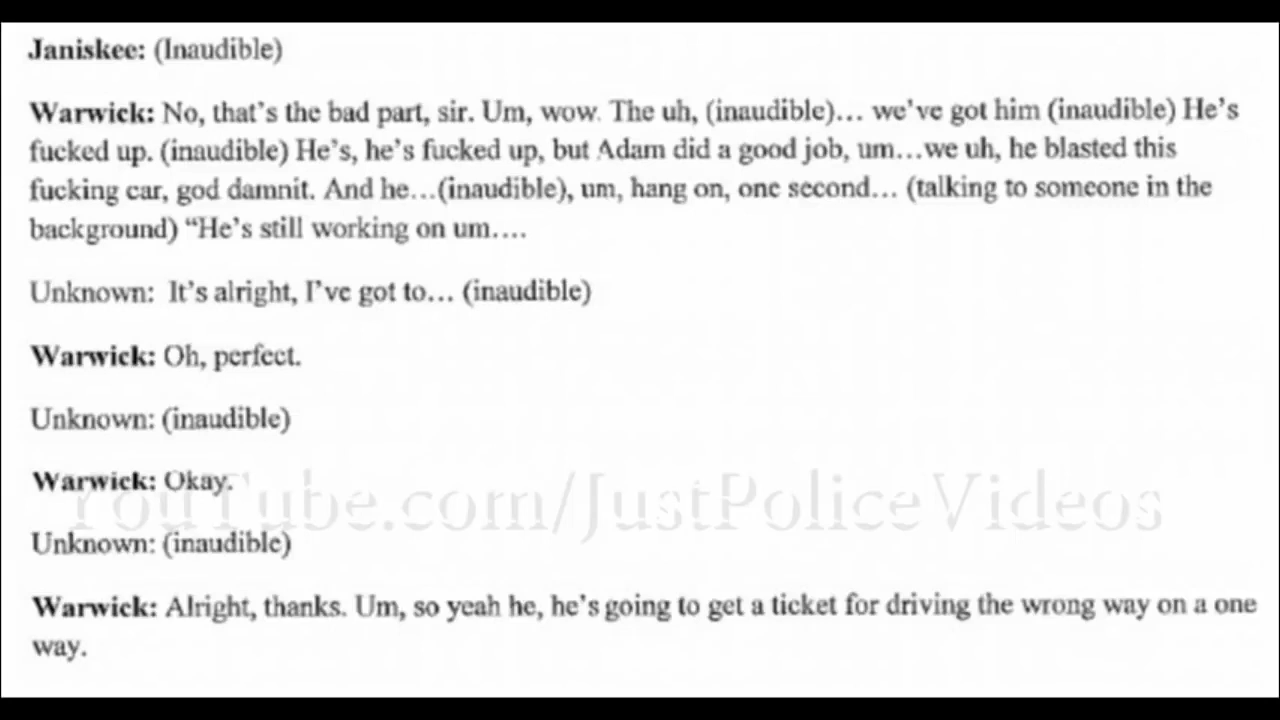 Janiskee: (Inaudible)
Warwick: No, that's the bad part, sir. Um, wow. The uh, (inaudible)… we've got him (inaudible) He's
fucked up. (inaudible) He's, he's fucked up, but Adam did a good job, um…we uh, he blasted this
fucking car, god damnit. And he…(inaudible), um, hang on, one second… (talking to someone in the
background) “He's still working on um….
Unknown: It's alright, I've got to… (inaudible)
Warwick: Oh, perfect.
Unknown: (inaudible)
Warwick: Okay.
YouTube.com/JustPoliceVideos
Unknown: (inaudible)
Warwick: Alright, thanks. Um, so yeah he, he's going to get a ticket for driving the wrong way on a one
way.